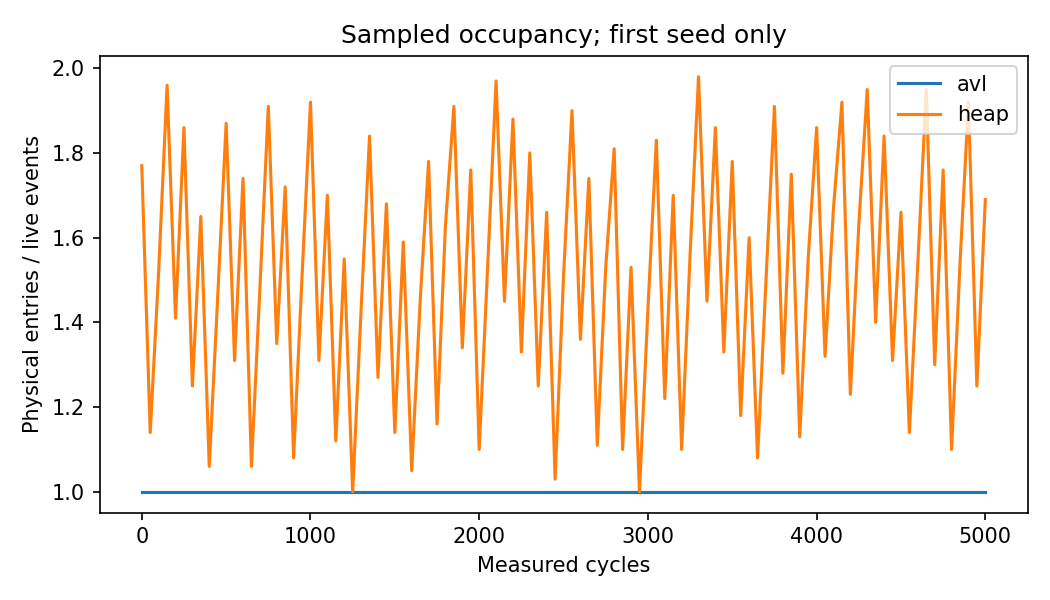 Sampled occupancy; first seed only
avl
heap
Physical entries / live events
2.0
1.8
1.6
1.4
1.2
1.0
0
1000
2000
3000
4000
5000
Measured cycles